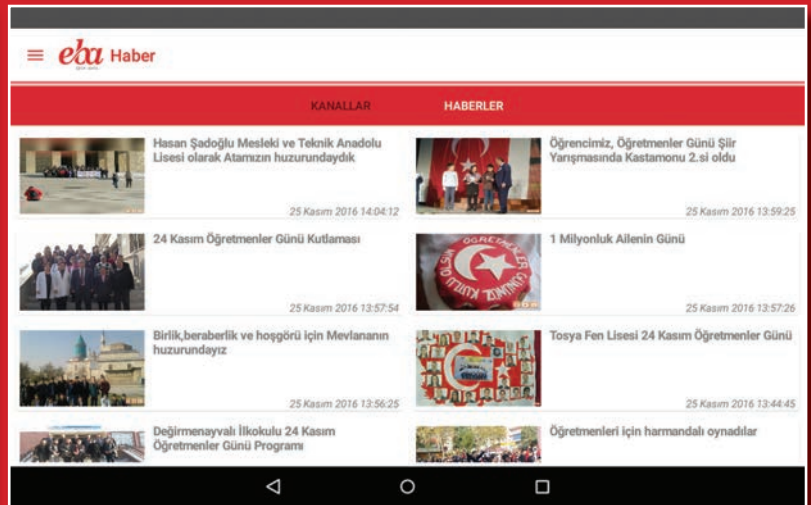 eba Haber
KANALLAR
HABERLER
Hasan Şadoğlu Mesleki ve Teknik Anadolu
Lisesi olarak Atamızın huzurundaydık
25 Kasım 2016 14:04:12
Öğrencimiz, Öğretmenler Günü Şiir
Yarışmasında Kastamonu 2.si oldu
25 Kasım 2016 13:59:25
24 Kasım Öğretmenler Günü Kutlaması
25 Kasım 2016 13:57:54
ÖĞRETMENLER
GÜNÜNÜZ KUTLU OLSUN
1 Milyonluk Ailenin Günü
25 Kasım 2016 13:57:26
Birlik,beraberlik ve hoşgörü için Mevlananın
huzurundayız
25 Kasım 2016 13:56:25
Tosya Fen Lisesi 24 Kasım Öğretmenler Günü
25 Kasım 2016 13:44:45
Değirmenayvalı İlkokulu 24 Kasım
Öğretmenler Günü Programı
Öğretmenleri için harmandalı oynadılar